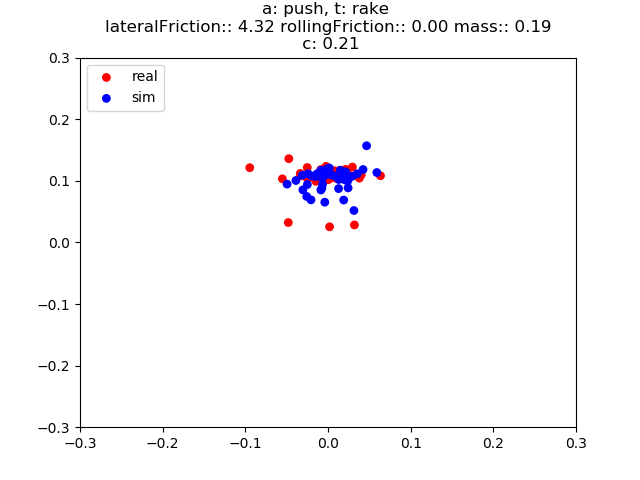 a: push, t: rake
lateralFriction:: 4.32 rollingFriction:: 0.00 mass:: 0.19
c: 0.21
real
sim
0.3
0.2
0.1
0.0
−0.1
−0.2
−0.3
−0.3 −0.2 −0.1 0.0 0.1 0.2 0.3